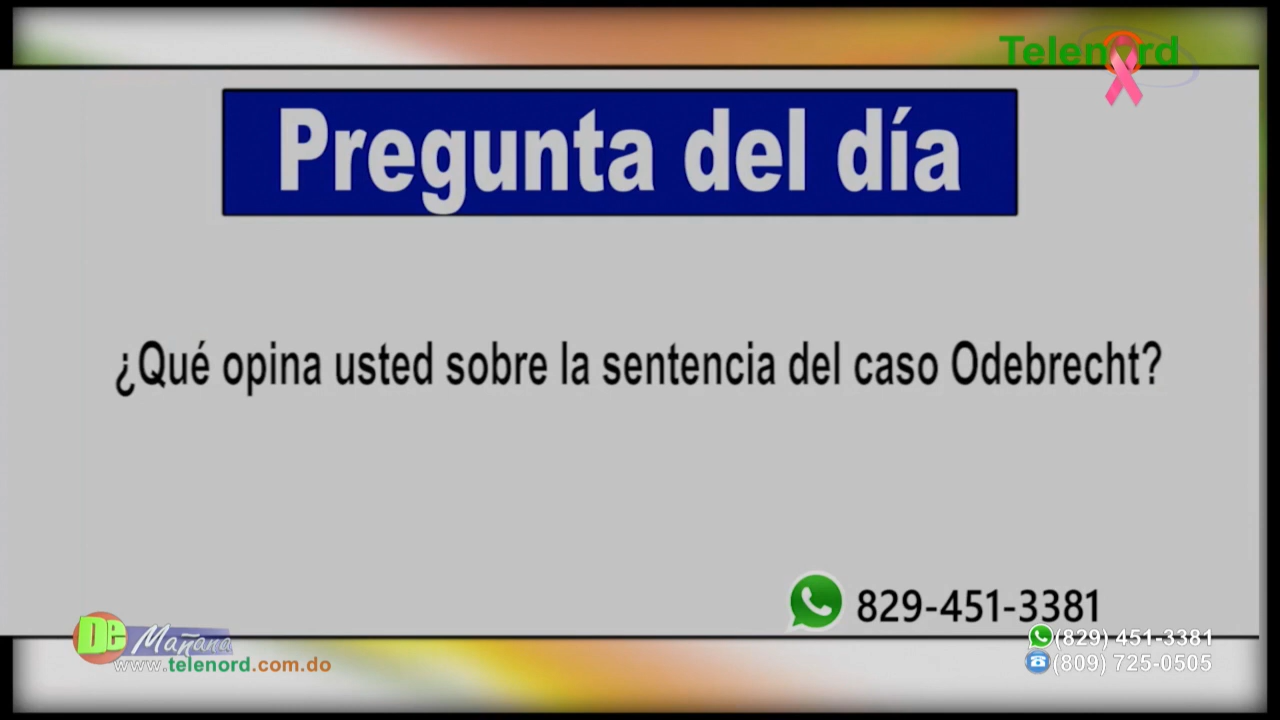 Telenord
Pregunta del día
¿Qué opina usted sobre la sentencia del caso Odebrecht?
829-451-3381
De Mañana
www.telenord.com.do
(829) 451-3381
(809) 725-0505